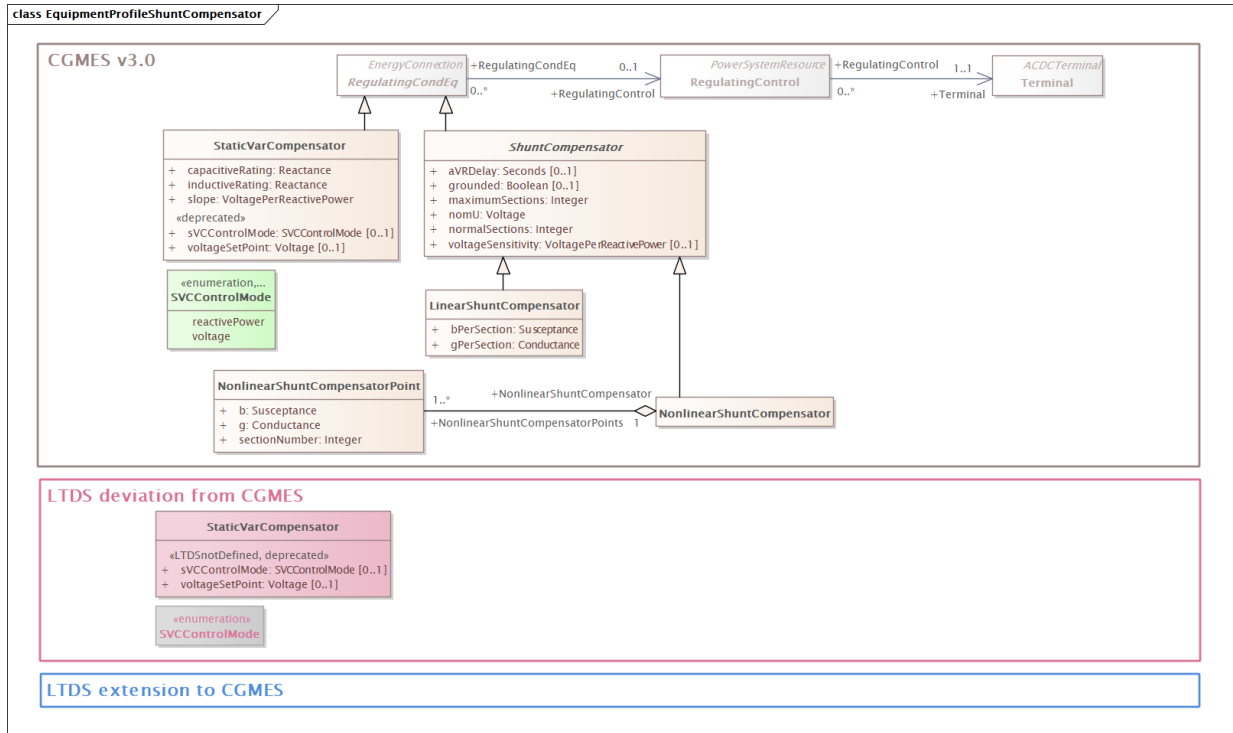 class EquipmentProfileShuntCompensator
CGMES v3.0
EnergyConnection
RegulatingCondEq
+RegulatingCondEq
0..1
0..*
+RegulatingControl
PowerSystemResource
RegulatingControl
+RegulatingControl
1..1
0..*
+Terminal
ACDCTerminal
Terminal
StaticVarCompensator
+ capacitiveRating: Reactance
+ inductiveRating: Reactance
+ slope: VoltagePerReactivePower
«deprecated»
+ sVCControlMode: SVCControlMode [0..1]
+ voltageSetPoint: Voltage [0..1]
ShuntCompensator
+ aVRDelay: Seconds [0..1]
+ grounded: Boolean [0..1]
+ maximumSections: Integer
+ nomU: Voltage
+ normalSections: Integer
+ voltageSensitivity: VoltagePerReactivePower [0..1]
«enumeration,...
SVCControlMode
reactivePower
voltage
LinearShuntCompensator
+ bPerSection: Susceptance
+ gPerSection: Conductance
NonlinearShuntCompensatorPoint
+ b: Susceptance
+ g: Conductance
+ sectionNumber: Integer
1..*
+NonlinearShuntCompensator
+NonlinearShuntCompensatorPoints
1
NonlinearShuntCompensator
LTDS deviation from CGMES
StaticVarCompensator
«LTDSnotDefined, deprecated»
+ sVCControlMode: SVCControlMode [0..1]
+ voltageSetPoint: Voltage [0..1]
«enumeration»
SVCControlMode
LTDS extension to CGMES